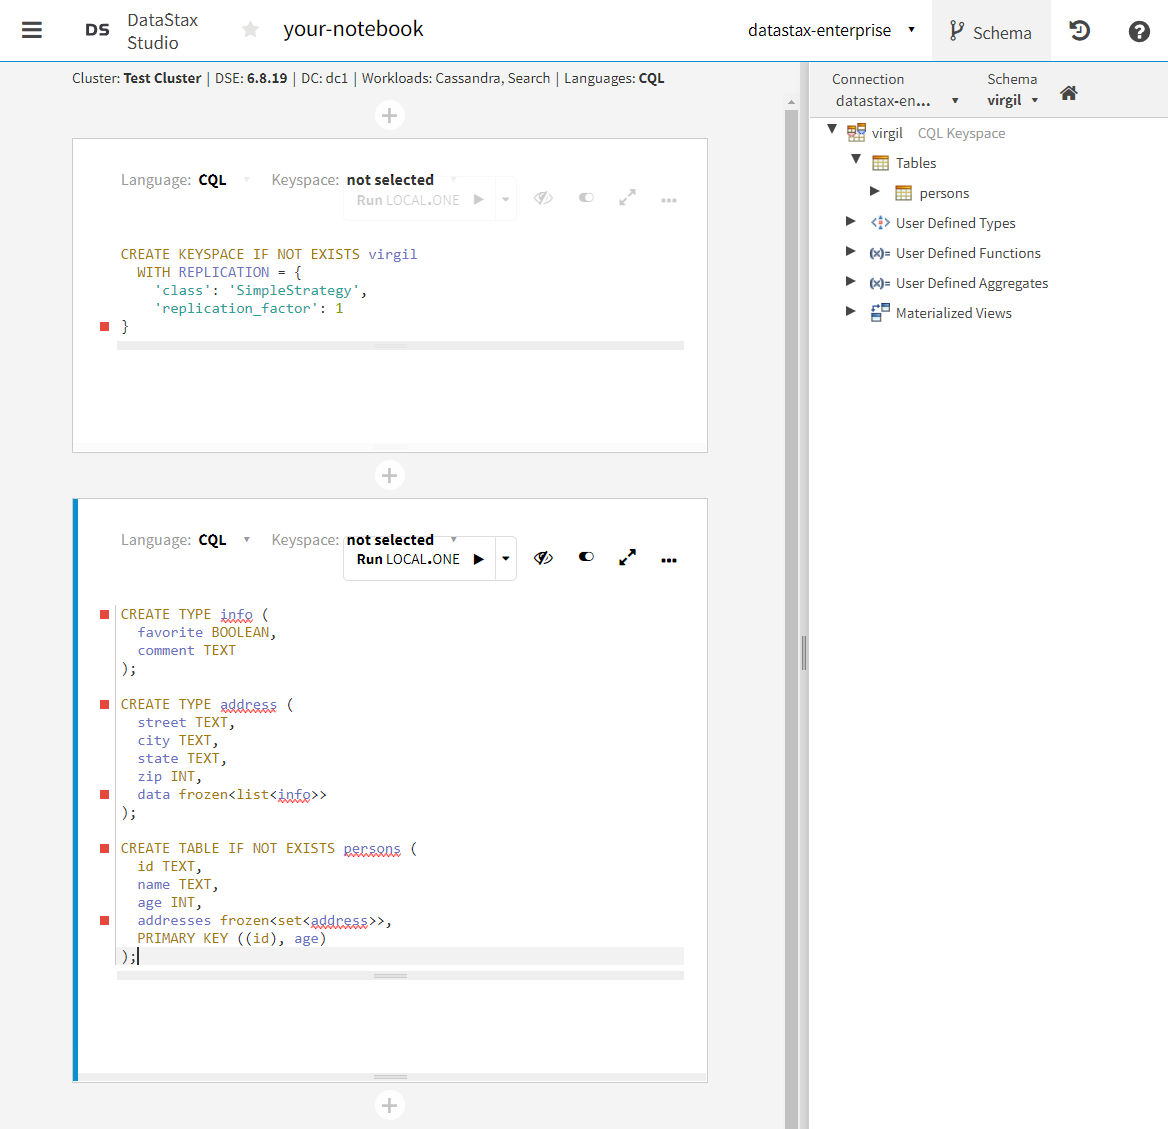 DS DataStax Studio your-notebook datastax-enterprise Schema
Cluster: Test Cluster | DSE: 6.8.19 | DC: dc1 | Workloads: Cassandra, Search | Languages: CQL
Language: CQL Keyspace: not selected
Run LOCAL.ONE
CREATE KEYSPACE IF NOT EXISTS virgil
WITH REPLICATION = {
'class': 'SimpleStrategy',
'replication_factor': 1
}
Language: CQL Keyspace: not selected
Run LOCAL.ONE
CREATE TYPE info (
favorite BOOLEAN,
comment TEXT
);
CREATE TYPE address (
street TEXT,
city TEXT,
state TEXT,
zip INT,
data frozen<list<info>>
);
CREATE TABLE IF NOT EXISTS persons (
id TEXT,
name TEXT,
age INT,
addresses frozen<set<address>>,
PRIMARY KEY ((id), age)
);
Connection Schema
datastax-en... virgil
virgil CQL Keyspace
Tables
persons
User Defined Types
(x)= User Defined Functions
(x)= User Defined Aggregates
Materialized Views